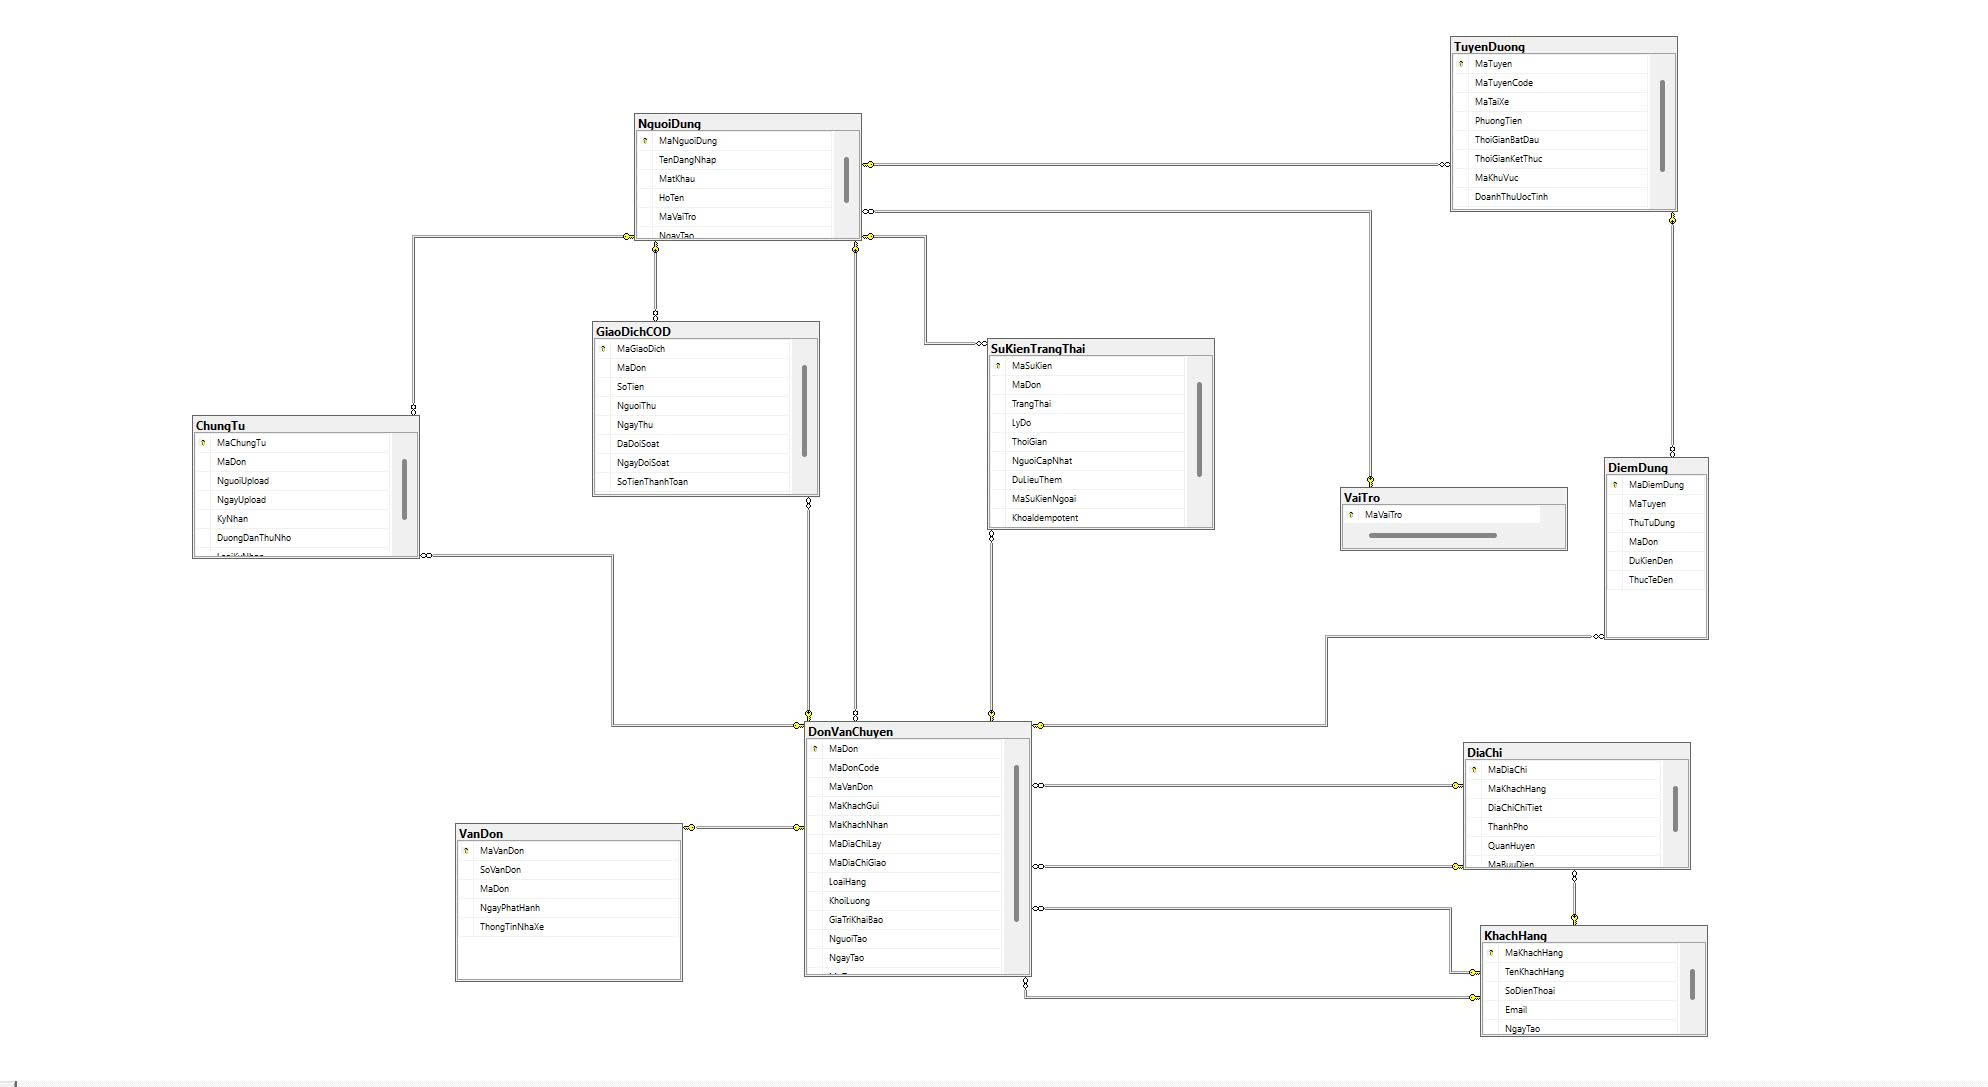 TuyenDuong
MaTuyen
MaTuyenCode
MaTaiXe
PhuongTien
ThoiGianBatDau
ThoiGianKetThuc
MaKhuVuc
DoanhThuUocTinh
NguoiDung
MaNguoiDung
TenDangNhap
MatKhau
HoTen
MaVaiTro
NgayTao
GiaoDichCOD
MaGiaoDich
MaDon
SoTien
NguoiThu
NgayThu
DaDoiSoat
NgayDoiSoat
SoTienThanhToan
SuKienTrangThai
MaSuKien
MaDon
TrangThai
LyDo
ThoiGian
NguoiCapNhat
DuLieuThem
MaSuKienNgoai
KhoaIdempotent
ChungTu
MaChungTu
MaDon
NguoiUpload
NgayUpload
KyNhan
DuongDanThuNho
VaiTro
MaVaiTro
DiemDung
MaDiemDung
MaTuyen
ThuTuDung
MaDon
DuKienDen
ThucTeDen
DonVanChuyen
MaDon
MaDonCode
MaVanDon
MaKhachGui
MaKhachNhan
MaDiaChiLay
MaDiaChiGiao
LoaiHang
KhoiLuong
GiaTriKhaiBao
NguoiTao
NgayTao
DiaChi
MaDiaChi
MaKhachHang
DiaChiChiTiet
ThanhPho
QuanHuyen
MaBuuDien
VanDon
MaVanDon
SoVanDon
MaDon
NgayPhatHanh
ThongTinNhaXe
KhachHang
MaKhachHang
TenKhachHang
SoDienThoai
Email
NgayTao